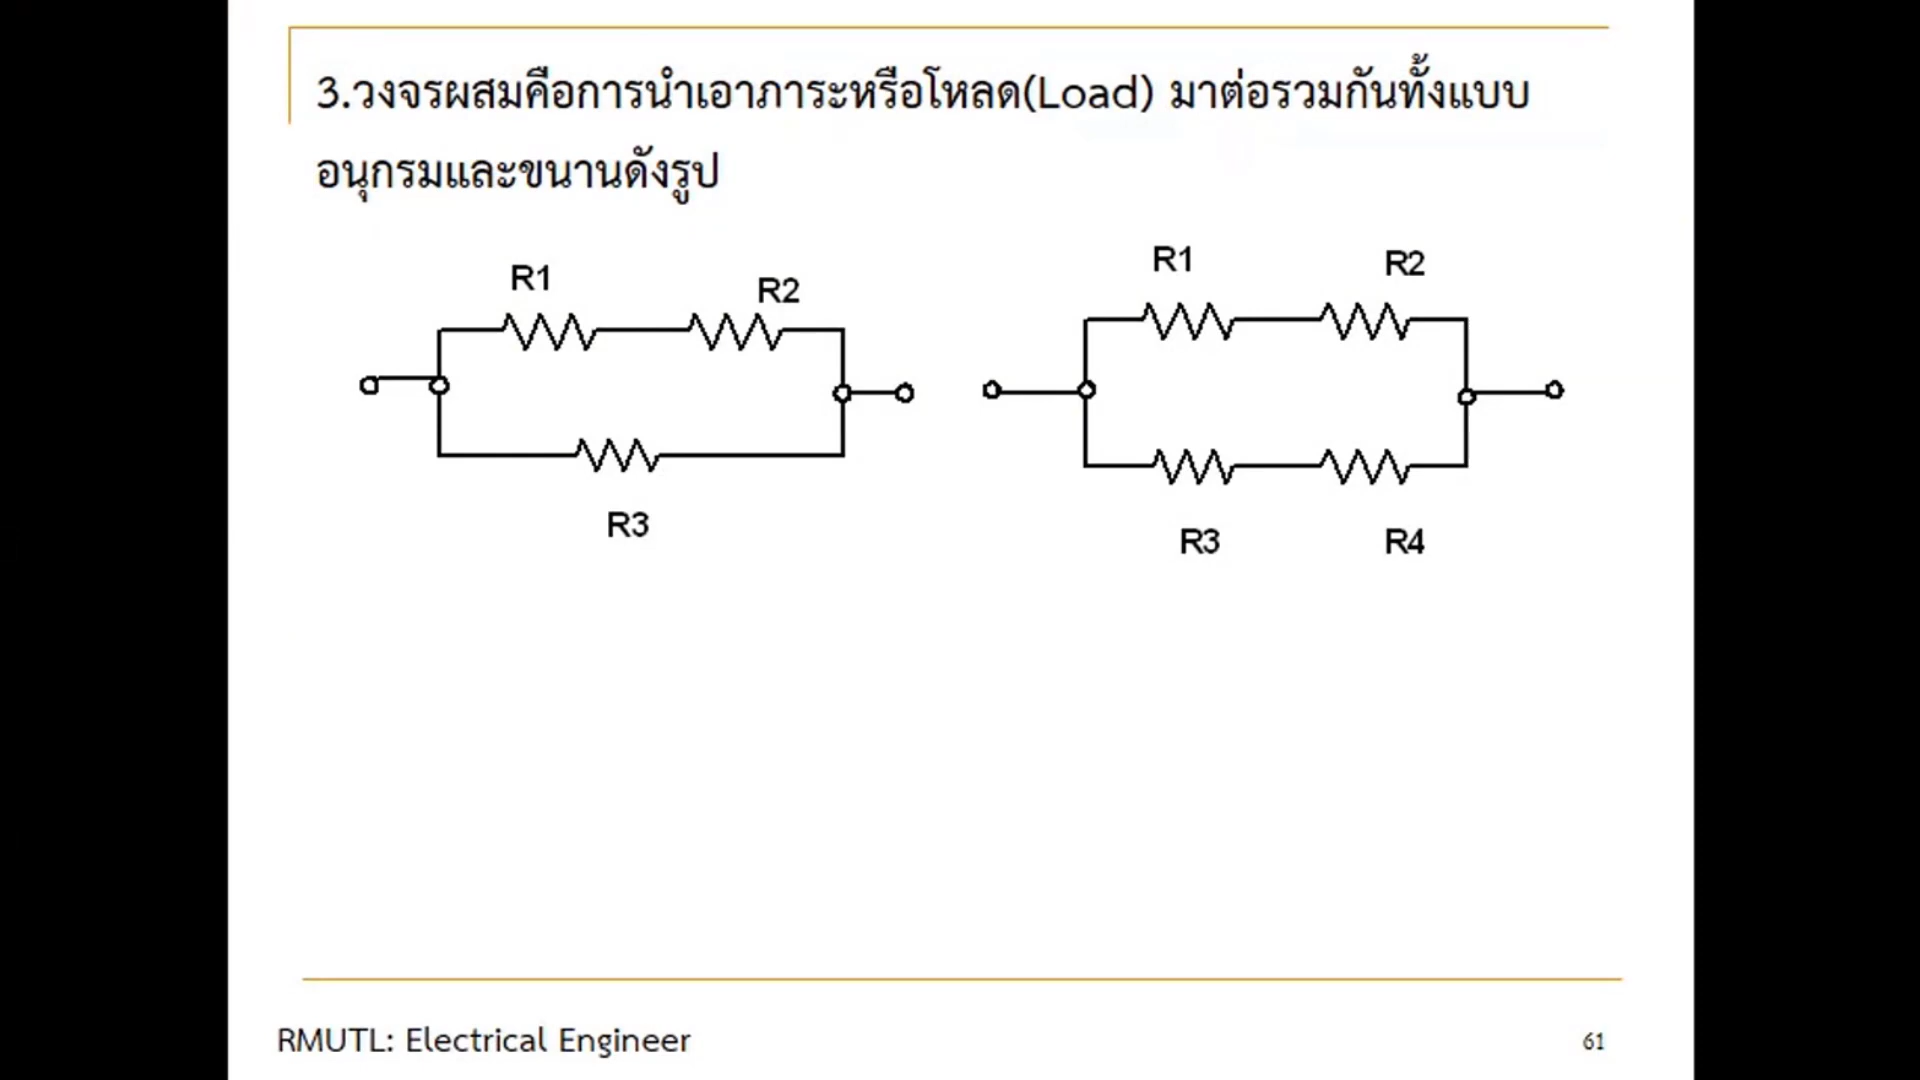 3.วงจรผสมคือการนำเอาภาระหรือโหลด(Load) มาต่อรวมกันทั้งแบบ
อนุกรมและขนานดังรูป
R1 R2
R3
R1 R2
R3 R4
RMUTL: Electrical Engineer
61